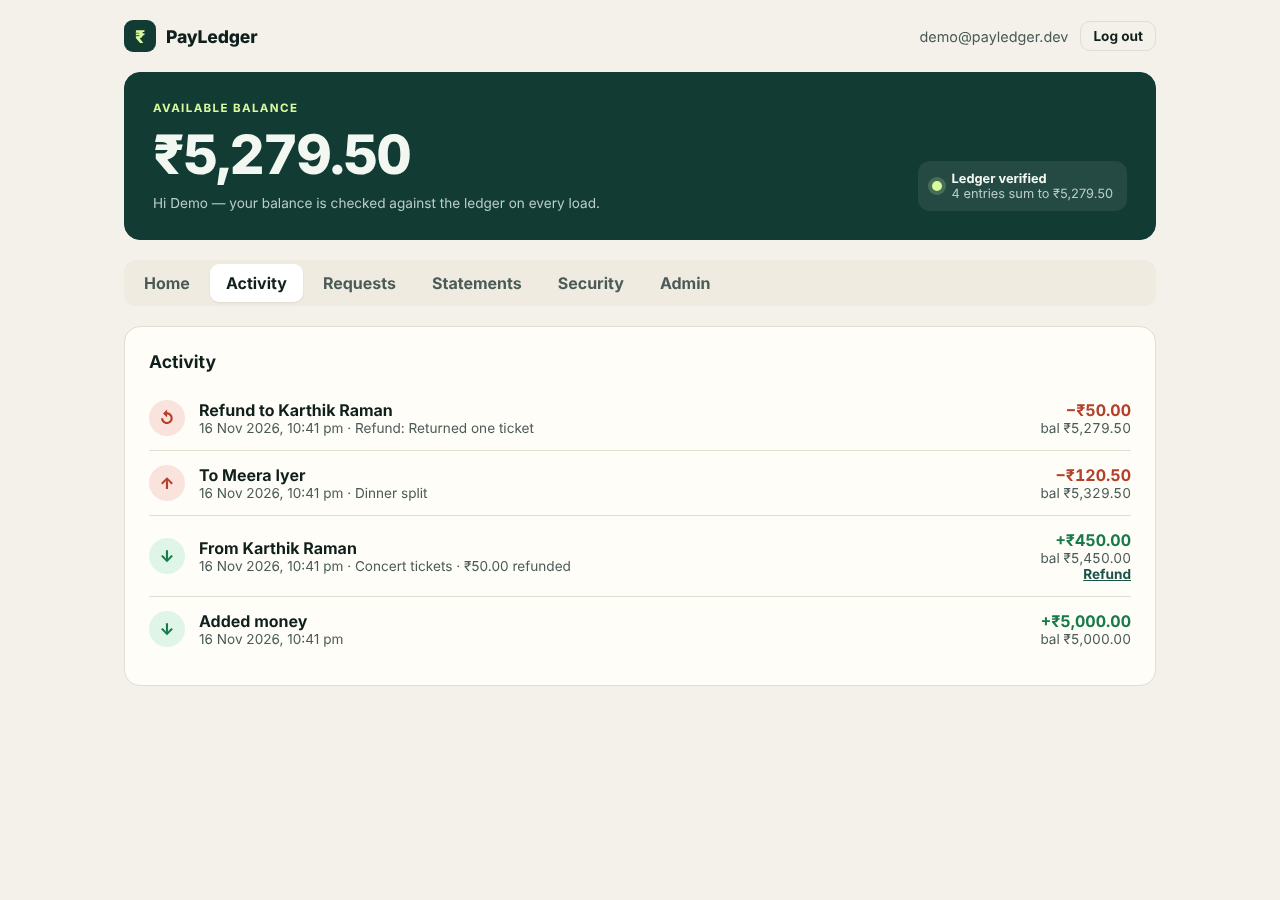 ₹ PayLedger
demo@payledger.dev
Log out
AVAILABLE BALANCE
₹5,279.50
Hi Demo — your balance is checked against the ledger on every load.
Ledger verified
4 entries sum to ₹5,279.50
Home Activity Requests Statements Security Admin
Activity
Refund to Karthik Raman
−₹50.00
16 Nov 2026, 10:41 pm · Refund: Returned one ticket
bal ₹5,279.50
To Meera Iyer
−₹120.50
16 Nov 2026, 10:41 pm · Dinner split
bal ₹5,329.50
From Karthik Raman
+₹450.00
16 Nov 2026, 10:41 pm · Concert tickets · ₹50.00 refunded
bal ₹5,450.00
Refund
Added money
+₹5,000.00
16 Nov 2026, 10:41 pm
bal ₹5,000.00